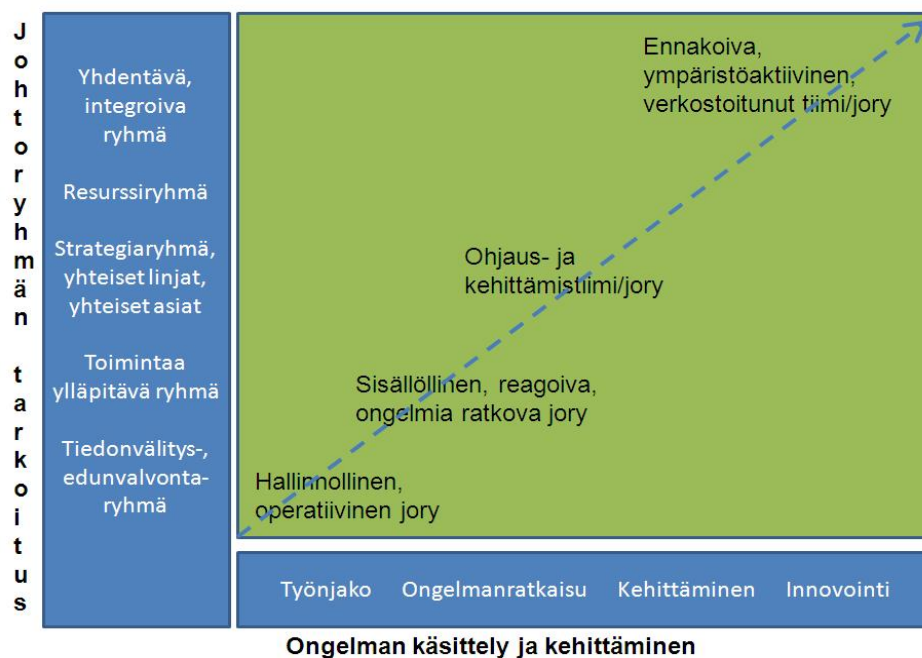 Johtoryhmän tarkoitus
Yhdentävä,
integroiva
ryhmä
Resurssiryhmä
Strategiaryhmä,
yhteiset linjat,
yhteiset asiat
Toimintaa
ylläpitävä ryhmä
Tiedonvälitys-,
edunvalvonta-
ryhmä
Ennakoiva,
ympäristöaktiivinen,
verkostoitunut tiimi/jory
Ohjaus- ja
kehittämistiimi/jory
Sisällöllinen, reagoiva,
ongelmia ratkova jory
Hallinnollinen,
operatiivinen jory
Työnjako Ongelmanratkaisu Kehittäminen Innovointi
Ongelman käsittely ja kehittäminen